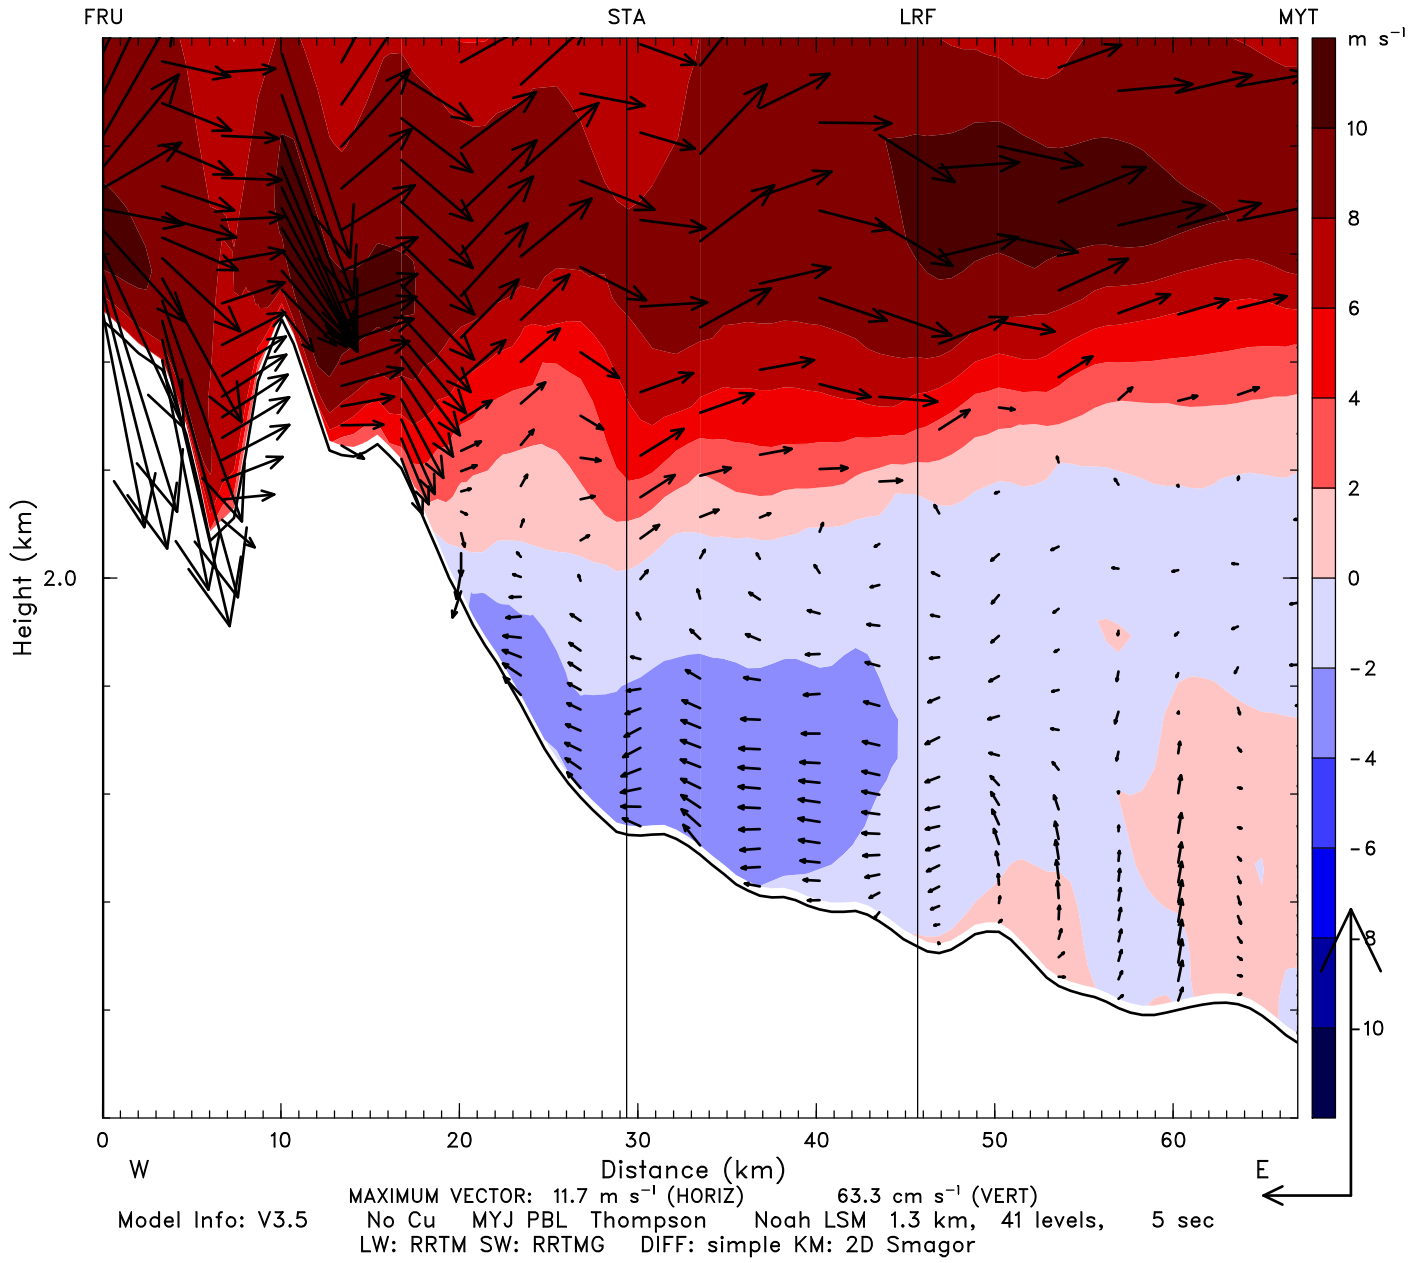 FRU STA LRF MYT
m s⁻¹
10
8
6
4
2
0
-2
-4
-6
-8
-10
Height (km)
2.0
0 10 20 30 40 50 60
W Distance (km) E
MAXIMUM VECTOR: 11.7 m s⁻¹ (HORIZ) 63.3 cm s⁻¹ (VERT)
Model Info: V3.5 No Cu MYJ PBL Thompson Noah LSM 1.3 km, 41 levels, 5 sec
LW: RRTM SW: RRTMG DIFF: simple KM: 2D Smagor